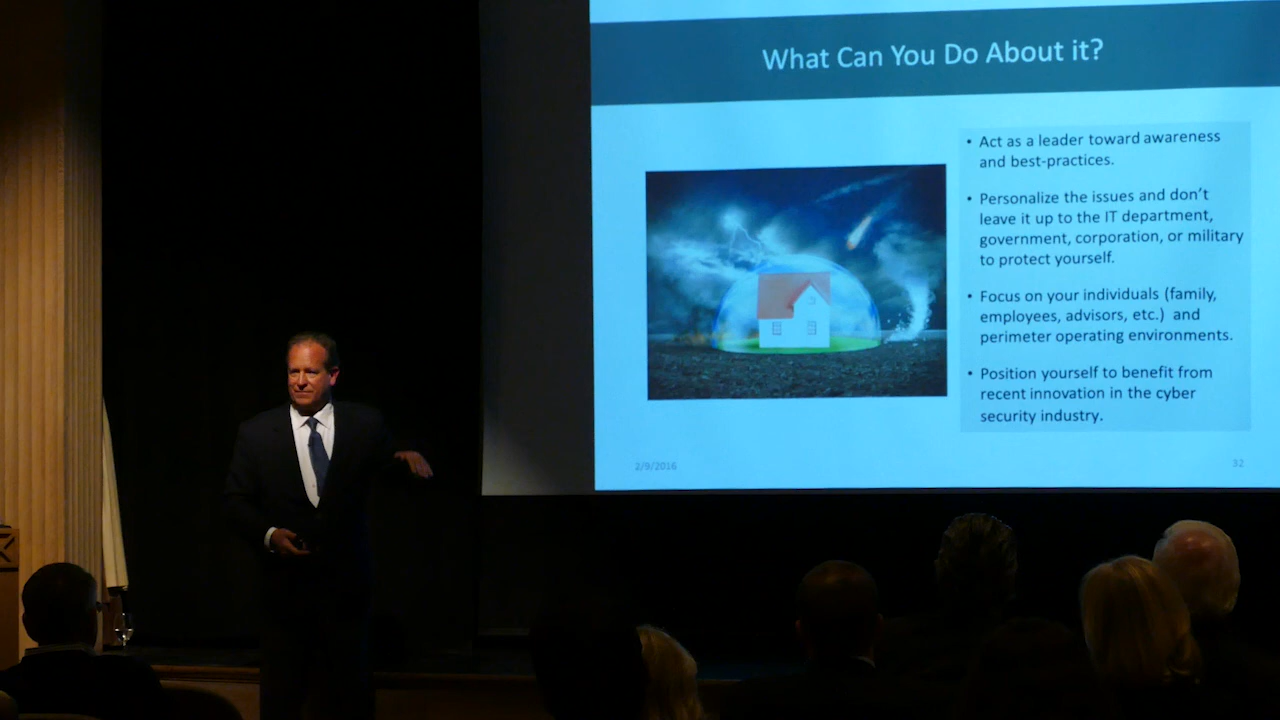 What Can You Do About it?
• Act as a leader toward awareness
and best-practices.
• Personalize the issues and don't
leave it up to the IT department,
government, corporation, or military
to protect yourself.
• Focus on your individuals (family,
employees, advisors, etc.) and
perimeter operating environments.
• Position yourself to benefit from
recent innovation in the cyber
security industry.
2/9/2016
32